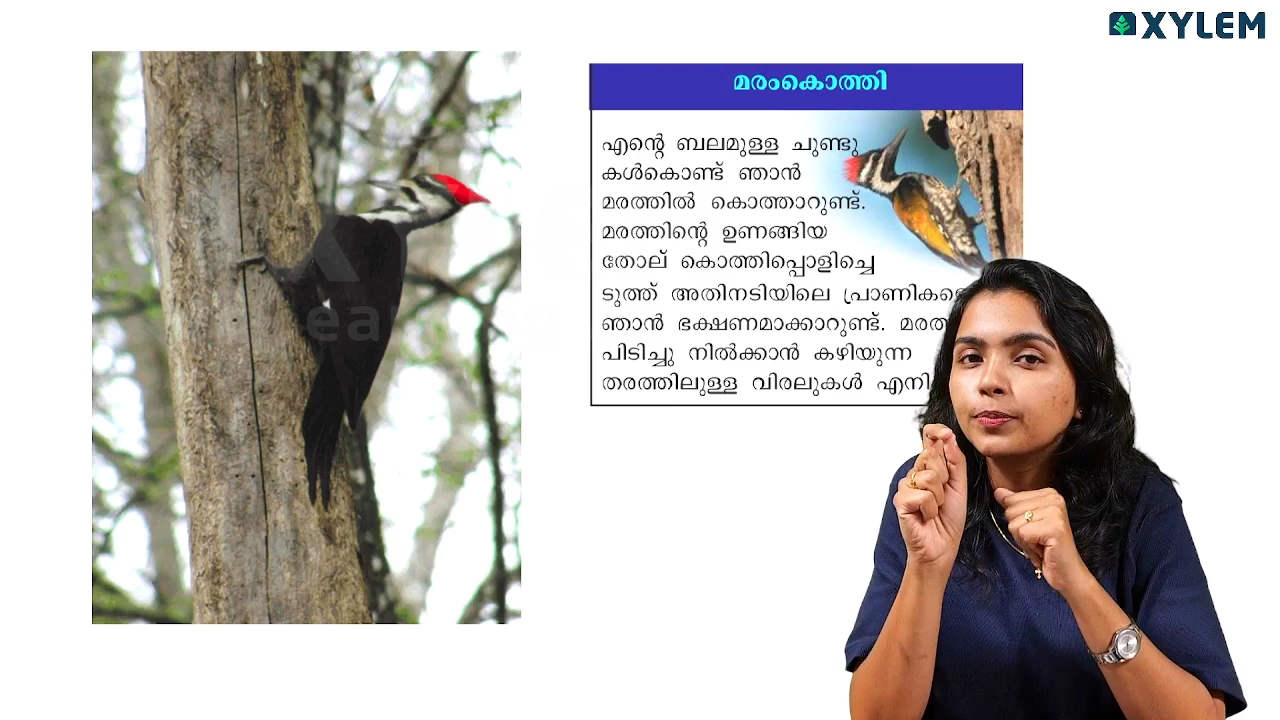 XYLEM
മരംകൊത്തി
എന്റെ ബലമുള്ള ചുണ്ടു
കൾകൊണ്ട് ഞാൻ
മരത്തിൽ കൊത്താറുണ്ട്.
മരത്തിന്റെ ഉണങ്ങിയ
തോല് കൊത്തിപ്പൊളിച്ചെ
ടുത്ത് അതിനടിയിലെ
ഞാൻ ഭക്ഷണമാക്കാറുണ്ട്.
പിടിച്ചു നിൽക്കാൻ കഴിയുന്ന
തരത്തിലുള്ള വിരലുകൾ